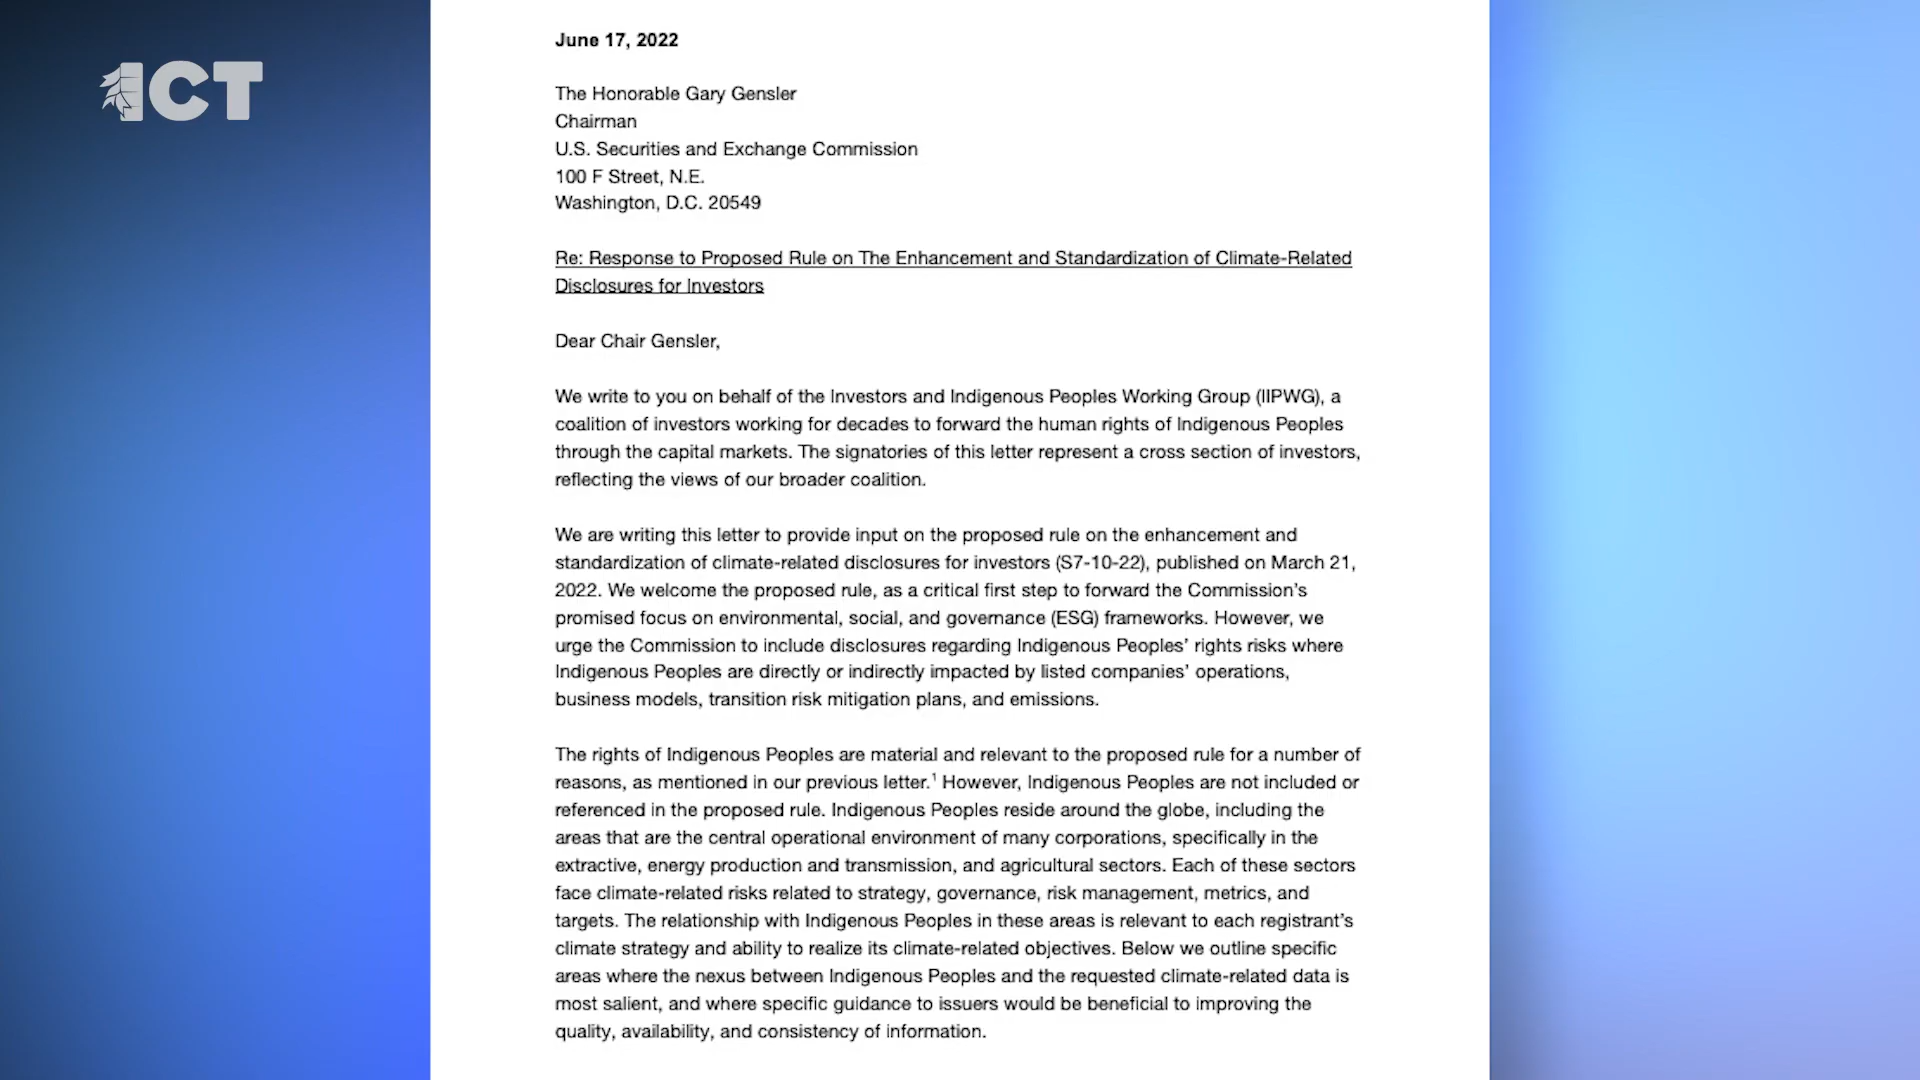 ICT
June 17, 2022
The Honorable Gary Gensler
Chairman
U.S. Securities and Exchange Commission
100 F Street, N.E.
Washington, D.C. 20549
Re: Response to Proposed Rule on The Enhancement and Standardization of Climate-Related
Disclosures for Investors
Dear Chair Gensler,
We write to you on behalf of the Investors and Indigenous Peoples Working Group (IIPWG), a
coalition of investors working for decades to forward the human rights of Indigenous Peoples
through the capital markets. The signatories of this letter represent a cross section of investors,
reflecting the views of our broader coalition.
We are writing this letter to provide input on the proposed rule on the enhancement and
standardization of climate-related disclosures for investors (S7-10-22), published on March 21,
2022. We welcome the proposed rule, as a critical first step to forward the Commission's
promised focus on environmental, social, and governance (ESG) frameworks. However, we
urge the Commission to include disclosures regarding Indigenous Peoples' rights risks where
Indigenous Peoples are directly or indirectly impacted by listed companies' operations,
business models, transition risk mitigation plans, and emissions.
The rights of Indigenous Peoples are material and relevant to the proposed rule for a number of
reasons, as mentioned in our previous letter.¹ However, Indigenous Peoples are not included or
referenced in the proposed rule. Indigenous Peoples reside around the globe, including the
areas that are the central operational environment of many corporations, specifically in the
extractive, energy production and transmission, and agricultural sectors. Each of these sectors
face climate-related risks related to strategy, governance, risk management, metrics, and
targets. The relationship with Indigenous Peoples in these areas is relevant to each registrant's
climate strategy and ability to realize its climate-related objectives. Below we outline specific
areas where the nexus between Indigenous Peoples and the requested climate-related data is
most salient, and where specific guidance to issuers would be beneficial to improving the
quality, availability, and consistency of information.